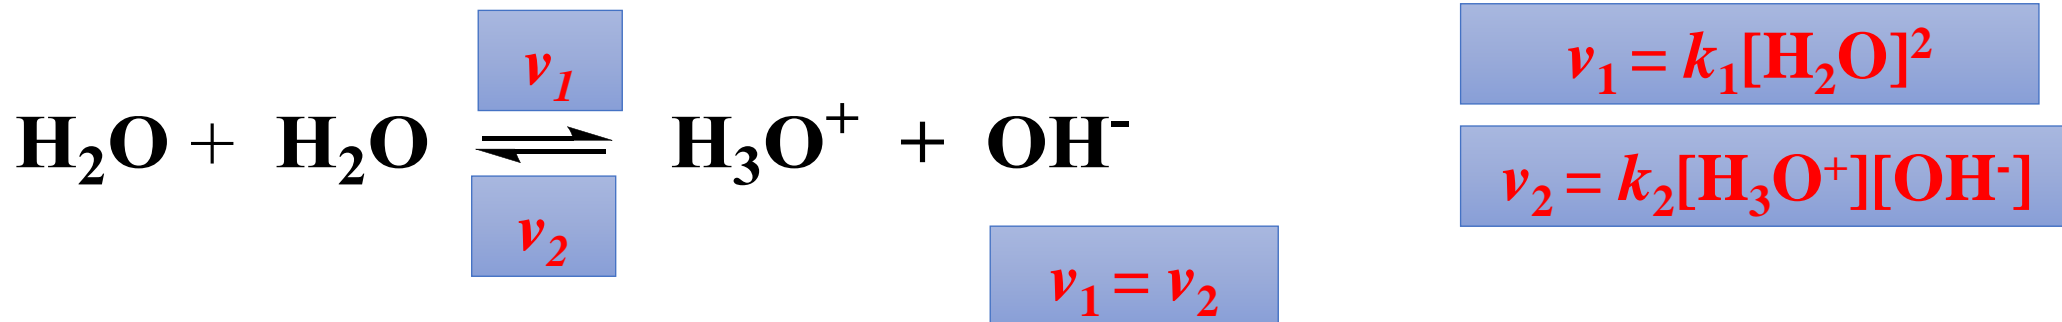 v₁
H₂O + H₂O ⇌ H₃O⁺ + OH⁻
v₂
v₁ = v₂
v₁ = k₁[H₂O]²
v₂ = k₂[H₃O⁺][OH⁻]